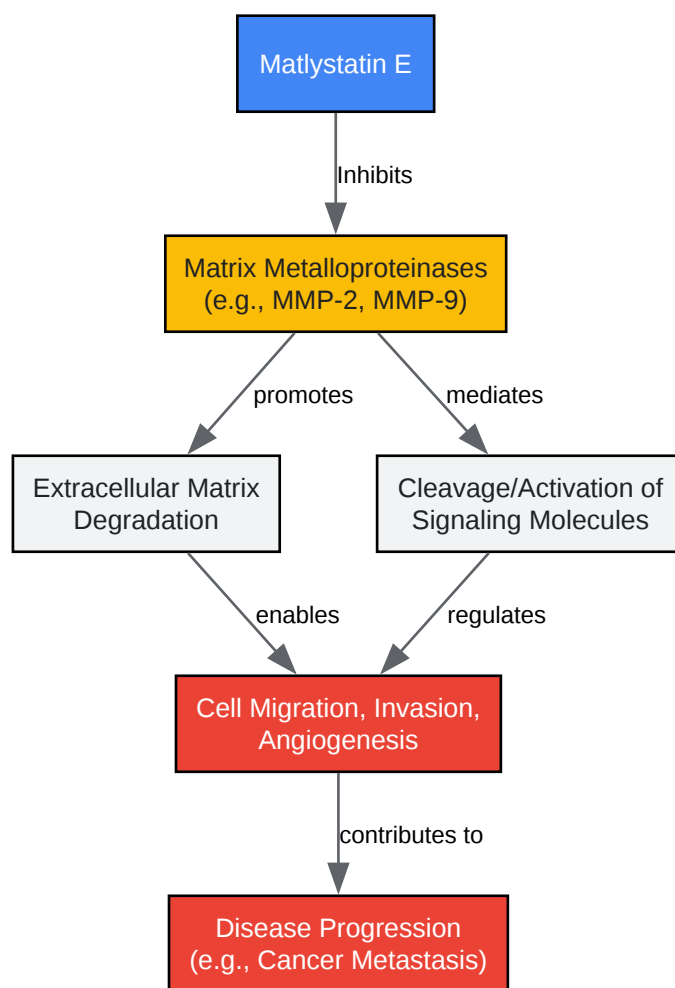 Matlystatin E
Inhibits
Matrix Metalloproteinases
(e.g., MMP-2, MMP-9)
promotes
mediates
Extracellular Matrix
Degradation
Cleavage/Activation of
Signaling Molecules
enables
regulates
Cell Migration, Invasion,
Angiogenesis
contributes to
Disease Progression
(e.g., Cancer Metastasis)